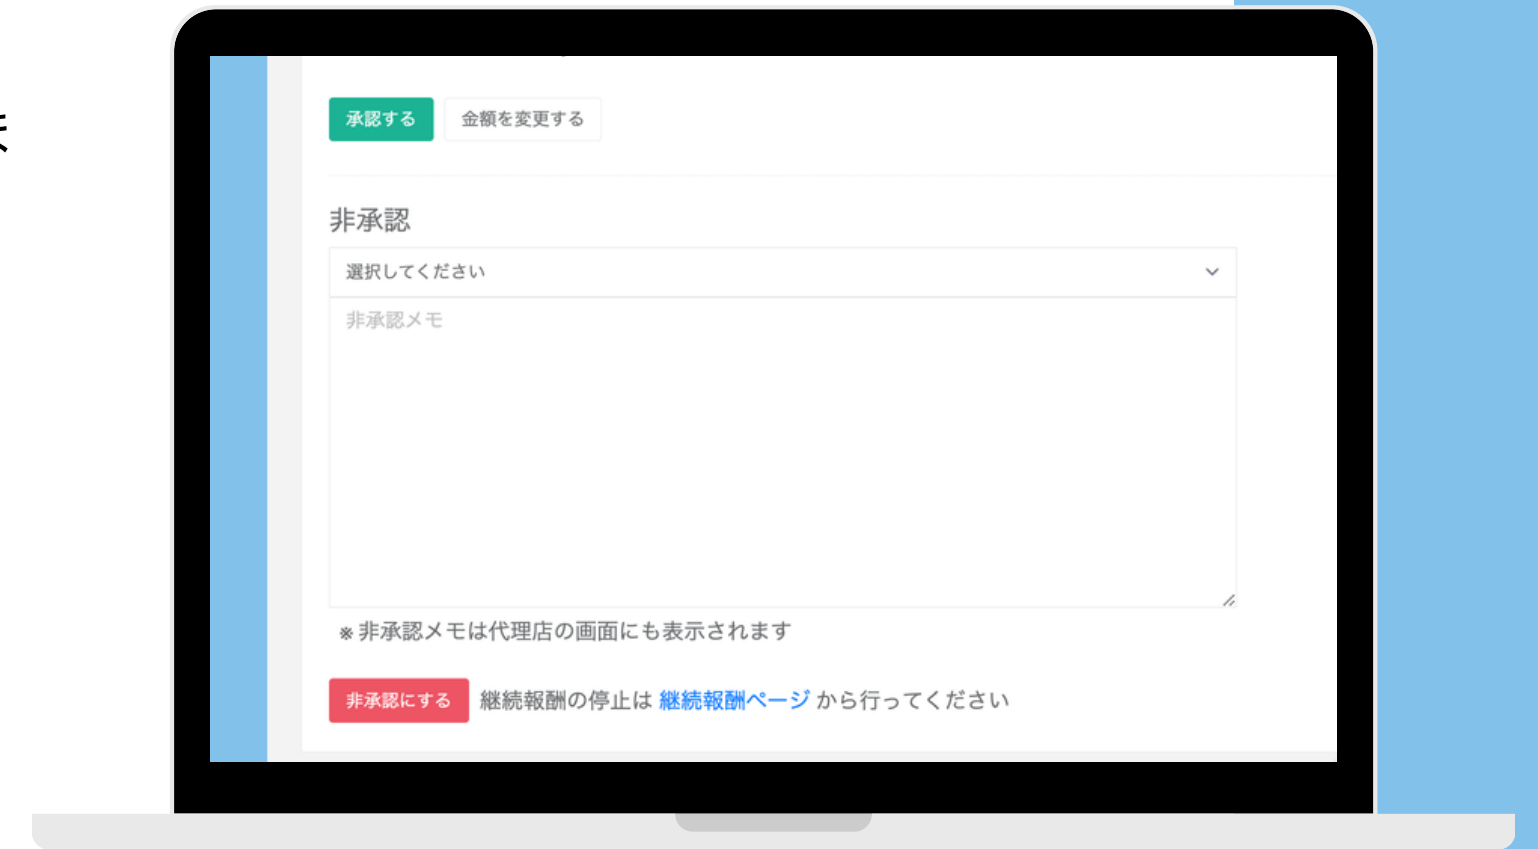 承認する 金額を変更する
非承認
選択してください
非承認メモ
※非承認メモは代理店の画面にも表示されます
非承認にする 継続報酬の停止は 継続報酬ページ から行ってください